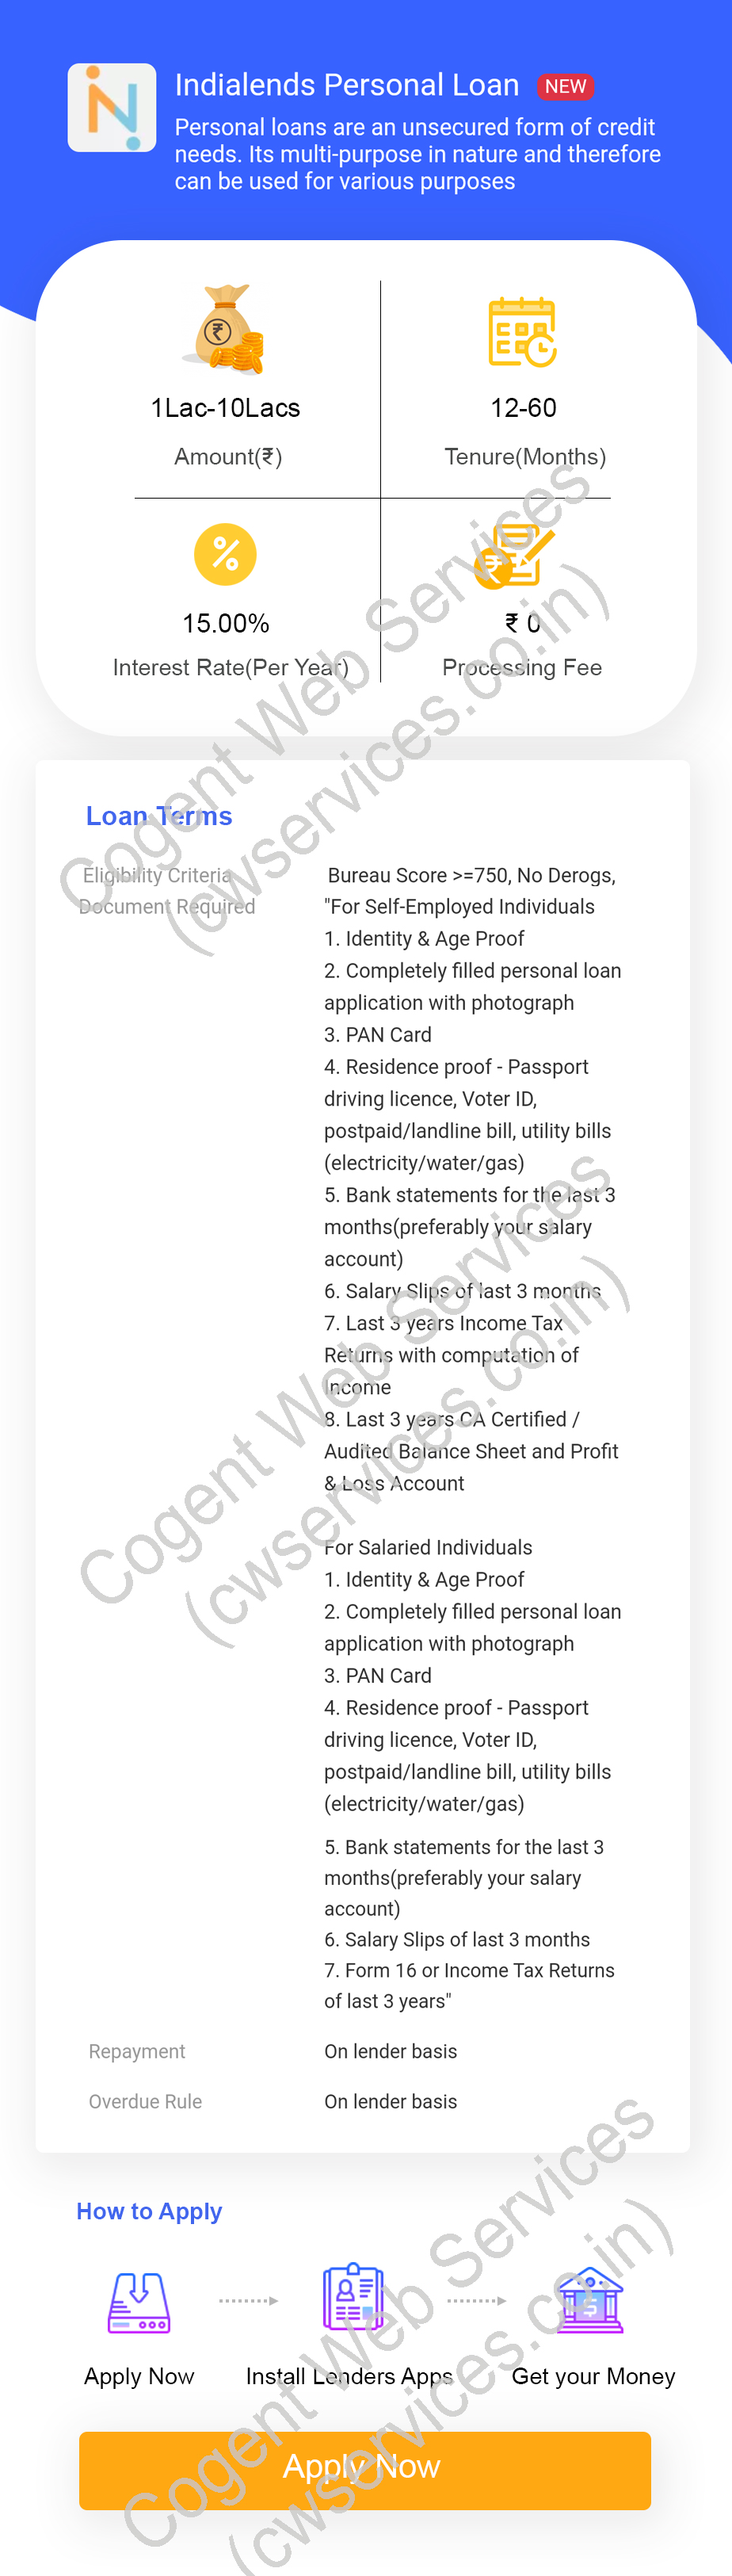 Indialends Personal Loan NEW
Personal loans are an unsecured form of credit
needs. Its multi-purpose in nature and therefore
can be used for various purposes
1Lac-10Lacs
Amount(₹)
12-60
Tenure(Months)
15.00%
Interest Rate(Per Year)
₹ 0
Processing Fee
Cogent Web Services
(cwservices.co.in)
Loan Terms
Eligibility Criteria Bureau Score >=750, No Derogs,
Document Required "For Self-Employed Individuals
1. Identity & Age Proof
2. Completely filled personal loan
application with photograph
3. PAN Card
4. Residence proof - Passport
driving licence, Voter ID,
postpaid/landline bill, utility bills
(electricity/water/gas)
5. Bank statements for the last 3
months(preferably your salary
account)
6. Salary Slips of last 3 months
7. Last 3 years Income Tax
Returns with computation of
Income
8. Last 3 years CA Certified /
Audited Balance Sheet and Profit
& Loss Account
Cogent Web Services
(cwservices.co.in)
For Salaried Individuals
1. Identity & Age Proof
2. Completely filled personal loan
application with photograph
3. PAN Card
4. Residence proof - Passport
driving licence, Voter ID,
postpaid/landline bill, utility bills
(electricity/water/gas)
5. Bank statements for the last 3
months(preferably your salary
account)
6. Salary Slips of last 3 months
7. Form 16 or Income Tax Returns
of last 3 years"
Repayment On lender basis
Overdue Rule On lender basis
How to Apply
Apply Now
Install Lenders Apps
Get your Money
Apply Now
Cogent Web Services
(cwservices.co.in)